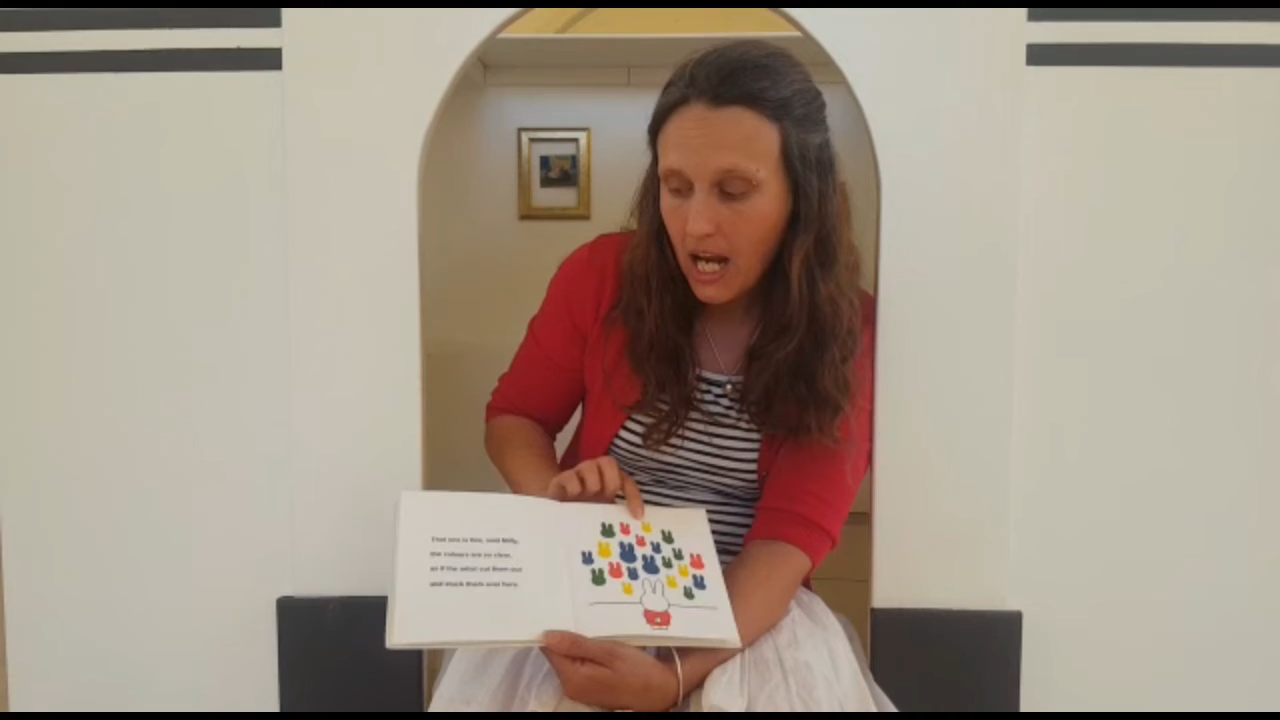 That one is fine, said Milly,
the colours are so clear.
as if the artist cut them out
and stuck them onto here.